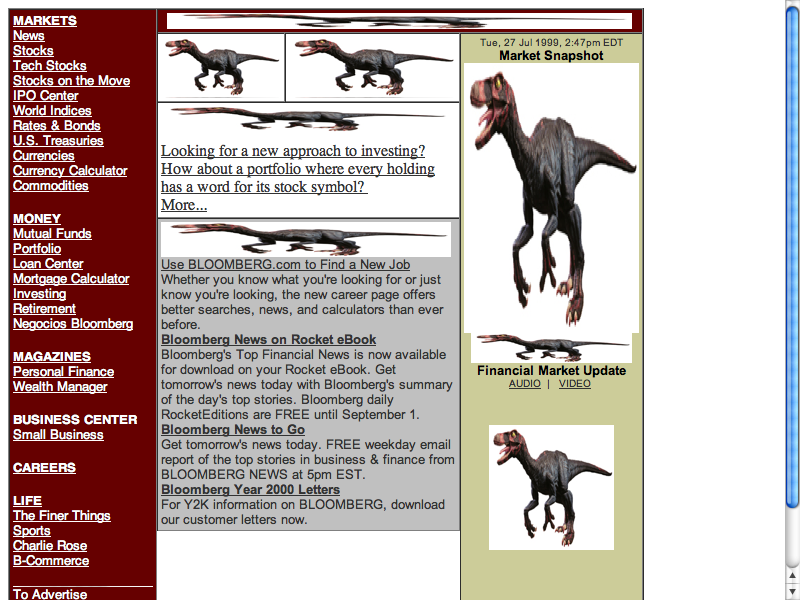 MARKETS
News
Stocks
Tech Stocks
Stocks on the Move
IPO Center
World Indices
Rates & Bonds
U.S. Treasuries
Currencies
Currency Calculator
Commodities
MONEY
Mutual Funds
Portfolio
Loan Center
Mortgage Calculator
Investing
Retirement
Negocios Bloomberg
MAGAZINES
Personal Finance
Wealth Manager
BUSINESS CENTER
Small Business
CAREERS
LIFE
The Finer Things
Sports
Charlie Rose
B-Commerce
To Advertise
Looking for a new approach to investing?
How about a portfolio where every holding
has a word for its stock symbol?
More...
Use BLOOMBERG.com to Find a New Job
Whether you know what you're looking for or just
know you're looking, the new career page offers
better searches, news, and calculators than ever
before.
Bloomberg News on Rocket eBook
Bloomberg's Top Financial News is now available
for download on your Rocket eBook. Get
tomorrow's news today with Bloomberg's summary
of the day's top stories. Bloomberg daily
RocketEditions are FREE until September 1.
Bloomberg News to Go
Get tomorrow's news today. FREE weekday email
report of the top stories in business & finance from
BLOOMBERG NEWS at 5pm EST.
Bloomberg Year 2000 Letters
For Y2K information on BLOOMBERG, download
our customer letters now.
Tue, 27 Jul 1999, 2:47pm EDT
Market Snapshot
Financial Market Update
AUDIO | VIDEO